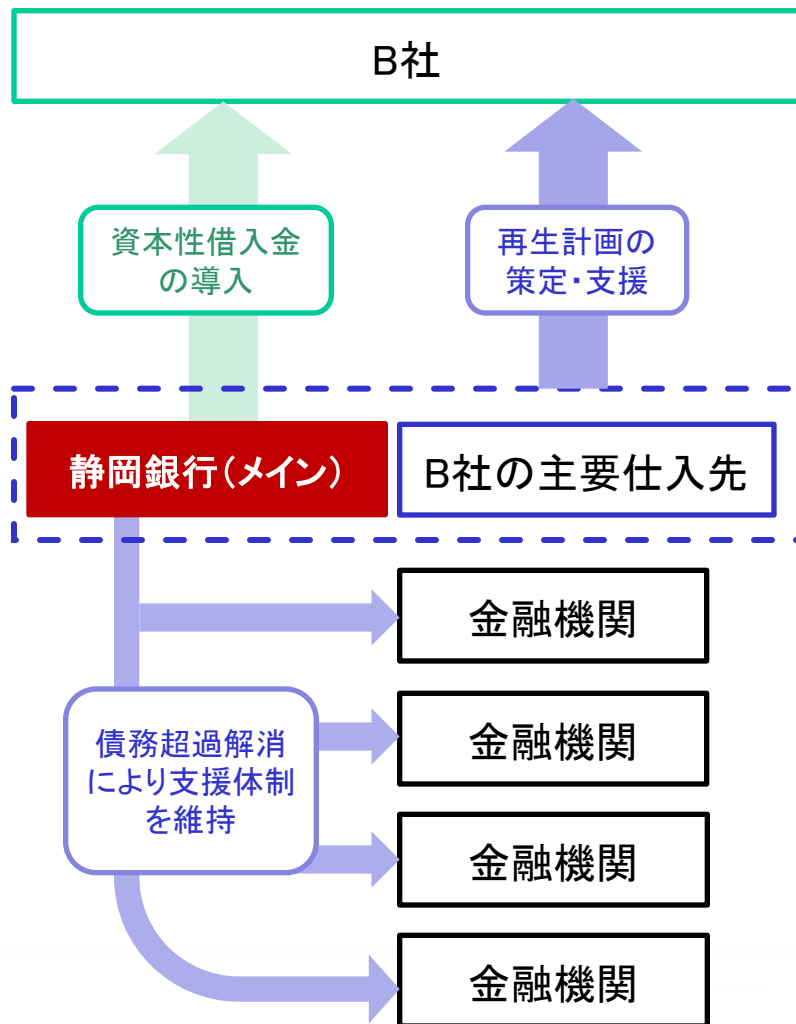 B社
資本性借入金
の導入
再生計画の
策定・支援
静岡銀行(メイン)
B社の主要仕入先
金融機関
債務超過解消
により支援体制
を維持
金融機関
金融機関
金融機関